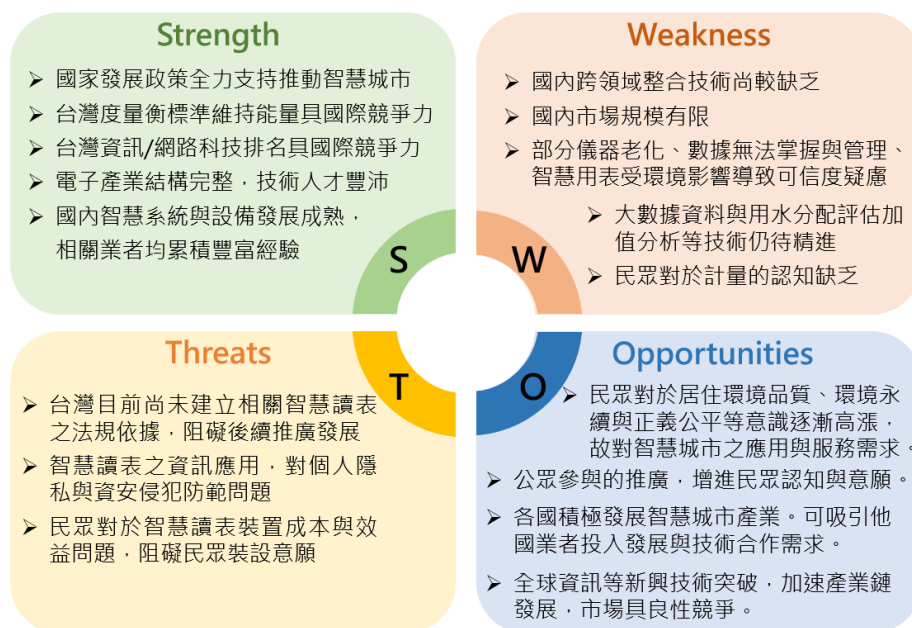 Strength
➤ 國家發展政策全力支持推動智慧城市
➤ 台灣度量衡標準維持能量具國際競爭力
➤ 台灣資訊/網路科技排名具國際競爭力
➤ 電子產業結構完整，技術人才豐沛
➤ 國內智慧系統與設備發展成熟，
相關業者均累積豐富經驗
S
Weakness
➤ 國內跨領域整合技術尚較缺乏
➤ 國內市場規模有限
➤ 部分儀器老化、數據無法掌握與管理、
智慧用表受環境影響導致可信度疑慮
➤ 大數據資料與用水分配評估加
值分析等技術仍待精進
➤ 民眾對於計量的認知缺乏
W
Threats
➤ 台灣目前尚未建立相關智慧讀表
之法規依據，阻礙後續推廣發展
➤ 智慧讀表之資訊應用，對個人隱
私與資安侵犯防範問題
➤ 民眾對於智慧讀表裝置成本與效
益問題，阻礙民眾裝設意願
T
Opportunities
➤ 民眾對於居住環境品質、環境永
續與正義公平等意識逐漸高漲，
故對智慧城市之應用與服務需求。
➤ 公眾參與的推廣，增進民眾認知與意願。
➤ 各國積極發展智慧城市產業。可吸引他
國業者投入發展與技術合作需求。
➤ 全球資訊等新興技術突破，加速產業鏈
發展，市場具良性競爭。
O